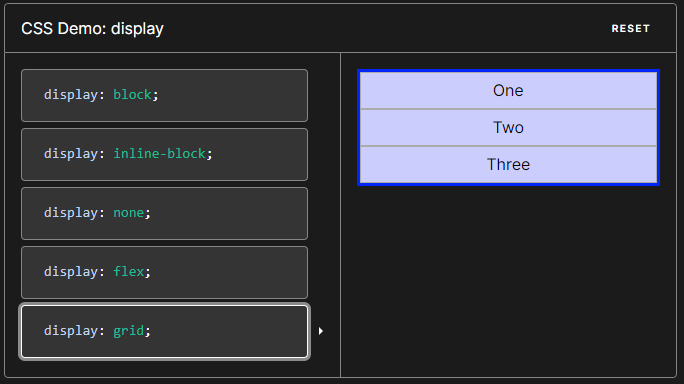 CSS Demo: display
RESET
display: block;
display: inline-block;
display: none;
display: flex;
display: grid;
One
Two
Three